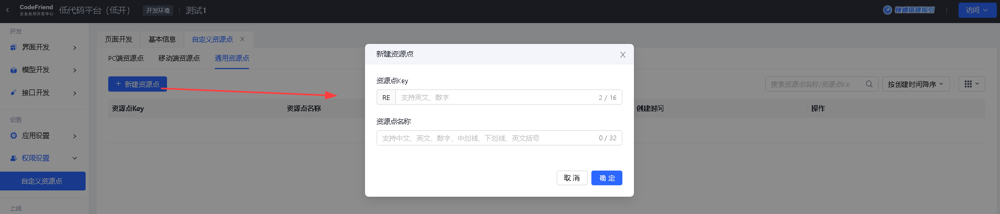 CodeFriend
企业应用开发中心
低代码平台（低开）
开发环境
测试1
快速搭建指引
访问
开发
界面开发
模型开发
接口开发
设置
应用设置
权限设置
自定义资源点
上线
页面开发
基本信息
自定义资源点
PC端资源点
移动端资源点
通用资源点
+ 新建资源点
搜索资源点名称/资源点Ke
按创建时间降序
资源点Key
资源点名称
创建时间
操作
新建资源点
资源点Key
RE
支持英文、数字
2 / 16
资源点名称
支持中文、英文、数字、中划线、下划线、英文括号
0 / 32
取 消
确 定